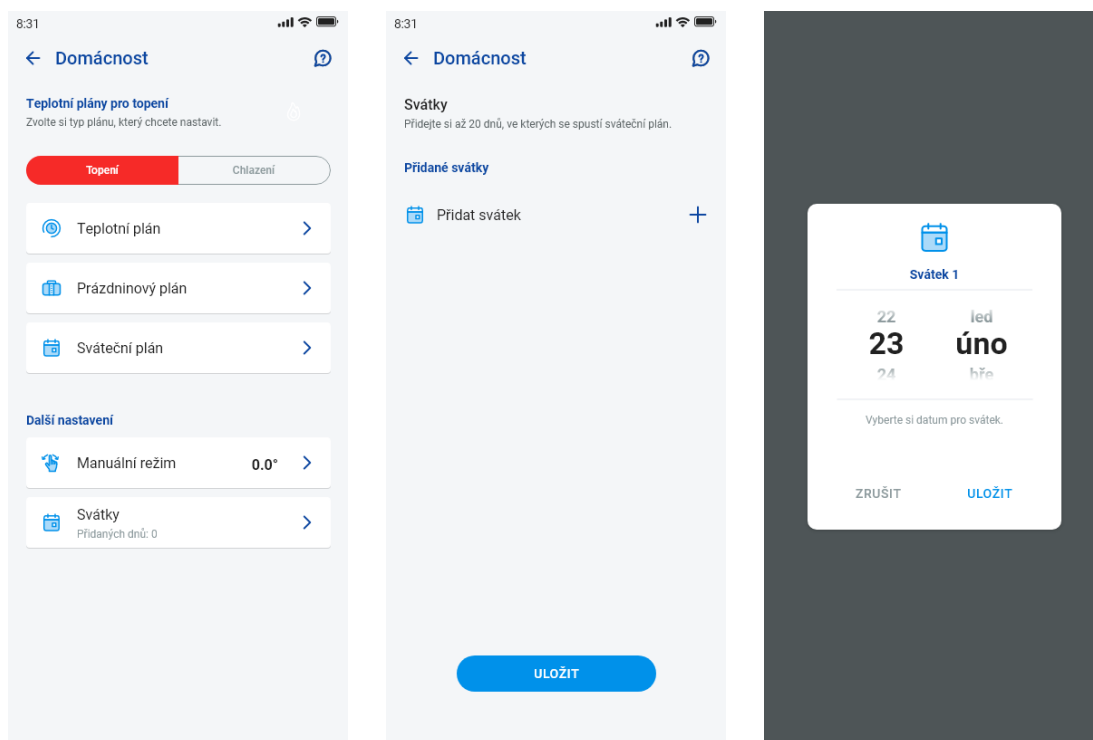 8:31
Domácnost
Teplotní plány pro topení
Zvolte si typ plánu, který chcete nastavit.
Topení
Chlazení
Teplotní plán
Prázdninový plán
Sváteční plán
Další nastavení
Manuální režim 0.0°
Svátky
Přidaných dnů: 0
8:31
Domácnost
Svátky
Přidejte si až 20 dnů, ve kterých se spustí sváteční plán.
Přidané svátky
Přidat svátek
ULOŽIT
Svátek 1
22 led
23 úno
24 bře
Vyberte si datum pro svátek.
ZRUŠIT ULOŽIT